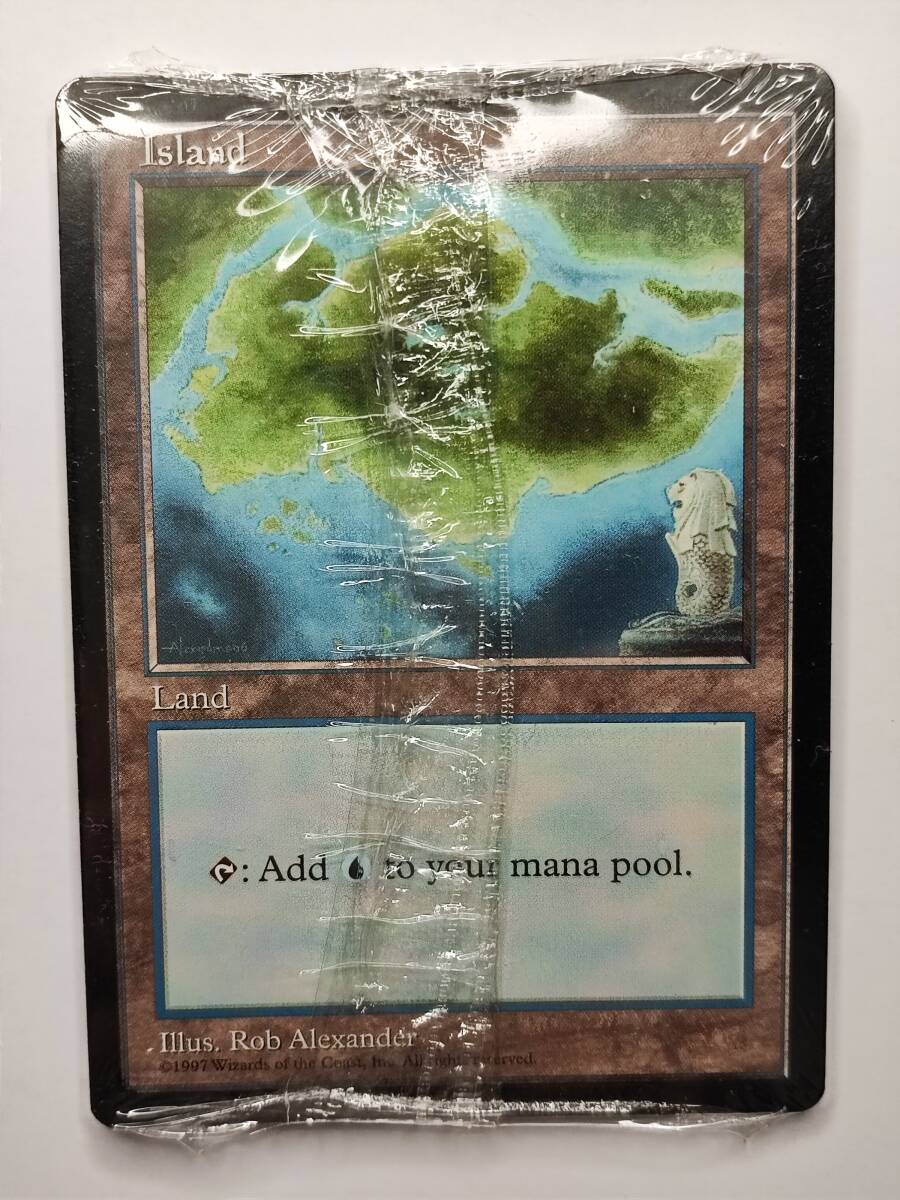 Island
Land
: Add to your mana pool.
Illus. Rob Alexander
©1997 Wizards of the Coast, Inc. All rights reserved.